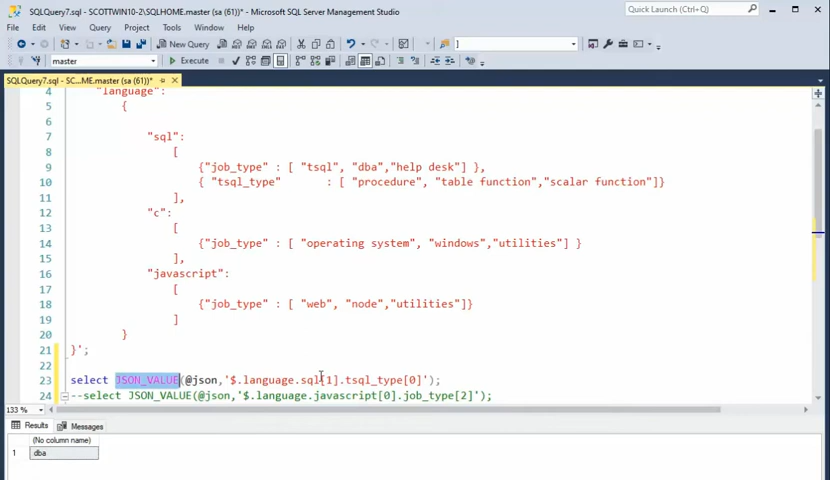 SQLQuery7.sql - SCOTTWIN10-2\SQLHOME.master (sa (61))* - Microsoft SQL Server Management Studio
Quick Launch (Ctrl+Q)
File Edit View Query Project Tools Window Help
New Query
]
master
Execute
SQLQuery7.sql - SC...ME.master (sa (61))*
4 "language":
5 {
6
7 "sql":
8 [
9 {"job_type" : [ "tsql", "dba","help desk"] },
10 { "tsql_type" : [ "procedure", "table function","scalar function"]}
11 ],
12 "c":
13 [
14 {"job_type" : [ "operating system", "windows","utilities"] }
15 ],
16 "javascript":
17 [
18 {"job_type" : [ "web", "node","utilities"]}
19 ]
20 }
21 }';
22
23 select JSON_VALUE(@json,'$.language.sql[1].tsql_type[0]');
24 --select JSON_VALUE(@json,'$.language.javascript[0].job_type[2]');
133 %
Results Messages
(No column name)
1 dba